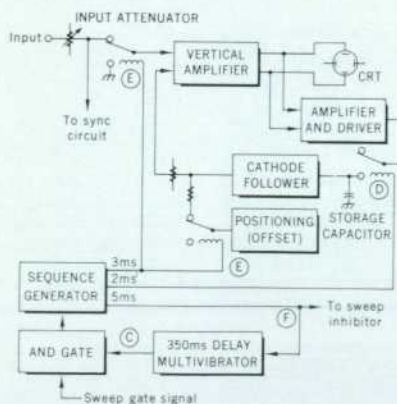 INPUT ATTENUATOR
Input
E
VERTICAL
AMPLIFIER
CRT
To sync
circuit
AMPLIFIER
AND DRIVER
CATHODE
FOLLOWER
D
STORAGE
CAPACITOR
POSITIONING
(OFFSET)
E
3ms
2ms
5ms
SEQUENCE
GENERATOR
F
To sweep
inhibitor
C
AND GATE
350ms DELAY
MULTIVIBRATOR
Sweep gate signal